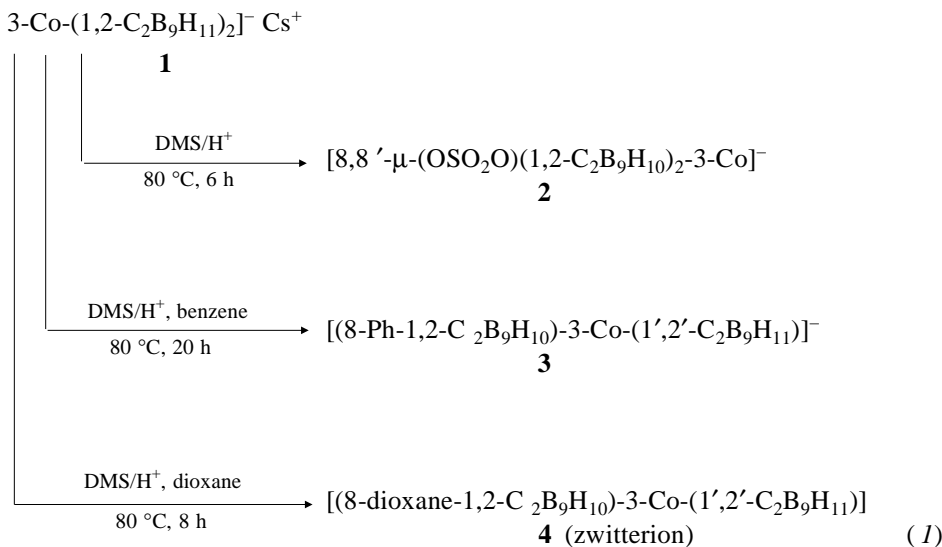 3-Co-(1,2-C₂B₉H₁₁)₂]⁻ Cs⁺
1
DMS/H⁺
80 °C, 6 h
[8,8 ′-μ-(OSO₂O)(1,2-C₂B₉H₁₀)₂-3-Co]⁻
2
DMS/H⁺, benzene
80 °C, 20 h
[(8-Ph-1,2-C ₂B₉H₁₀)-3-Co-(1′,2′-C₂B₉H₁₁)]⁻
3
DMS/H⁺, dioxane
80 °C, 8 h
[(8-dioxane-1,2-C ₂B₉H₁₀)-3-Co-(1′,2′-C₂B₉H₁₁)]
4 (zwitterion) (1)